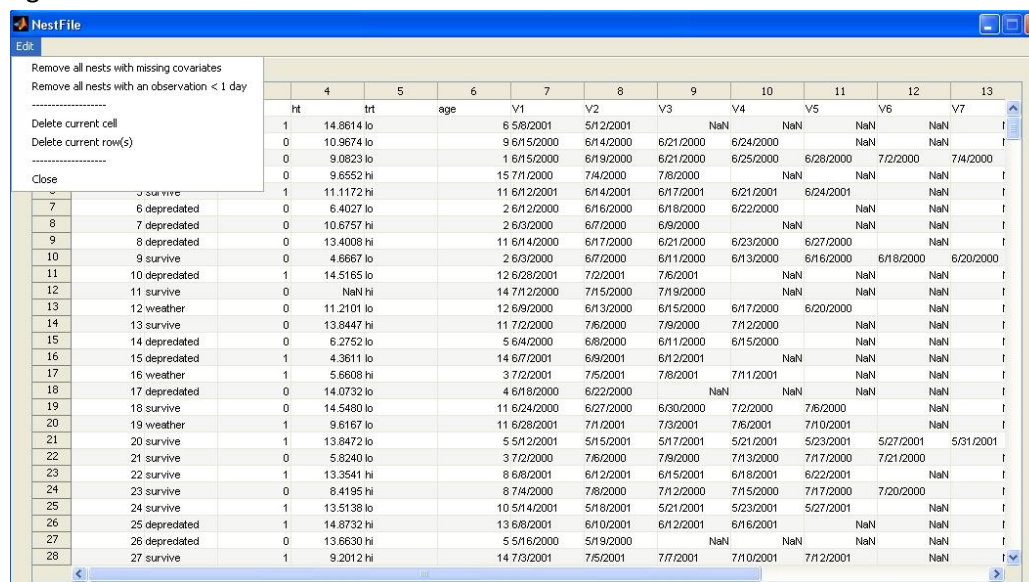 NestFile
Edit
Remove all nests with missing covariates
Remove all nests with an observation < 1 day
-------------------
Delete current cell
Delete current row(s)
-------------------
Close
4 5 6 7 8 9 10 11 12 13
ht trt age V1 V2 V3 V4 V5 V6 V7
1 14.8614 lo 6 5/8/2001 5/12/2001 NaN NaN NaN NaN
0 10.9674 lo 9 6/15/2000 6/14/2000 6/21/2000 6/24/2000 NaN NaN
0 9.0823 lo 1 6/15/2000 6/19/2000 6/21/2000 6/25/2000 6/28/2000 7/2/2000 7/4/2000
0 9.6552 hi 15 7/1/2000 7/4/2000 7/8/2000 NaN NaN NaN
5 survive 1 11.1172 lo 11 6/12/2001 6/14/2001 6/17/2001 6/21/2001 6/24/2001 NaN
7 6 depredated 0 6.4027 lo 2 6/12/2000 6/16/2000 6/18/2000 6/22/2000 NaN NaN
8 7 depredated 0 10.6757 hi 2 6/3/2000 6/7/2000 6/9/2000 NaN NaN NaN
9 8 depredated 0 13.4008 hi 11 6/14/2000 6/17/2000 6/21/2000 6/23/2000 6/27/2000 NaN
10 9 survive 0 4.6667 lo 2 6/3/2000 6/7/2000 6/11/2000 6/13/2000 6/16/2000 6/18/2000 6/20/2000
11 10 depredated 1 14.5165 lo 12 6/28/2001 7/2/2001 7/6/2001 NaN NaN NaN
12 11 survive 0 NaN hi 14 7/12/2000 7/15/2000 7/19/2000 NaN NaN NaN
13 12 weather 0 11.2101 lo 12 6/9/2000 6/13/2000 6/15/2000 6/17/2000 6/20/2000 NaN
14 13 survive 0 13.8447 hi 11 7/2/2000 7/6/2000 7/9/2000 7/12/2000 NaN NaN
15 14 depredated 0 6.2752 lo 5 6/4/2000 6/8/2000 6/11/2000 6/15/2000 NaN NaN
16 15 depredated 1 4.3611 lo 14 6/7/2001 6/9/2001 6/12/2001 NaN NaN NaN
17 16 weather 1 5.6608 hi 3 7/2/2001 7/5/2001 7/8/2001 7/11/2001 NaN NaN
18 17 depredated 0 14.0732 lo 4 6/18/2000 6/22/2000 NaN NaN NaN NaN
19 18 survive 0 14.5480 lo 11 6/24/2000 6/27/2000 6/30/2000 7/2/2000 7/6/2000 NaN
20 19 weather 1 9.6167 lo 11 6/28/2001 7/1/2001 7/3/2001 7/6/2001 7/10/2001 NaN
21 20 survive 1 13.8472 lo 5 5/12/2001 5/15/2001 5/17/2001 5/21/2001 5/23/2001 5/27/2001 5/31/2001
22 21 survive 0 5.8240 lo 3 7/2/2000 7/6/2000 7/9/2000 7/13/2000 7/17/2000 7/21/2000
23 22 survive 1 13.3541 hi 8 6/8/2001 6/12/2001 6/15/2001 6/18/2001 6/22/2001 NaN
24 23 survive 0 8.4195 hi 8 7/4/2000 7/8/2000 7/12/2000 7/15/2000 7/17/2000 7/20/2000
25 24 survive 1 13.5138 lo 10 5/14/2001 5/18/2001 5/21/2001 5/23/2001 5/27/2001 NaN
26 25 depredated 1 14.8732 hi 13 6/8/2001 6/10/2001 6/12/2001 6/16/2001 NaN NaN
27 26 depredated 0 13.6630 hi 5 5/16/2000 5/19/2000 NaN NaN NaN NaN
28 27 survive 1 9.2012 hi 14 7/3/2001 7/5/2001 7/7/2001 7/10/2001 7/12/2001 NaN